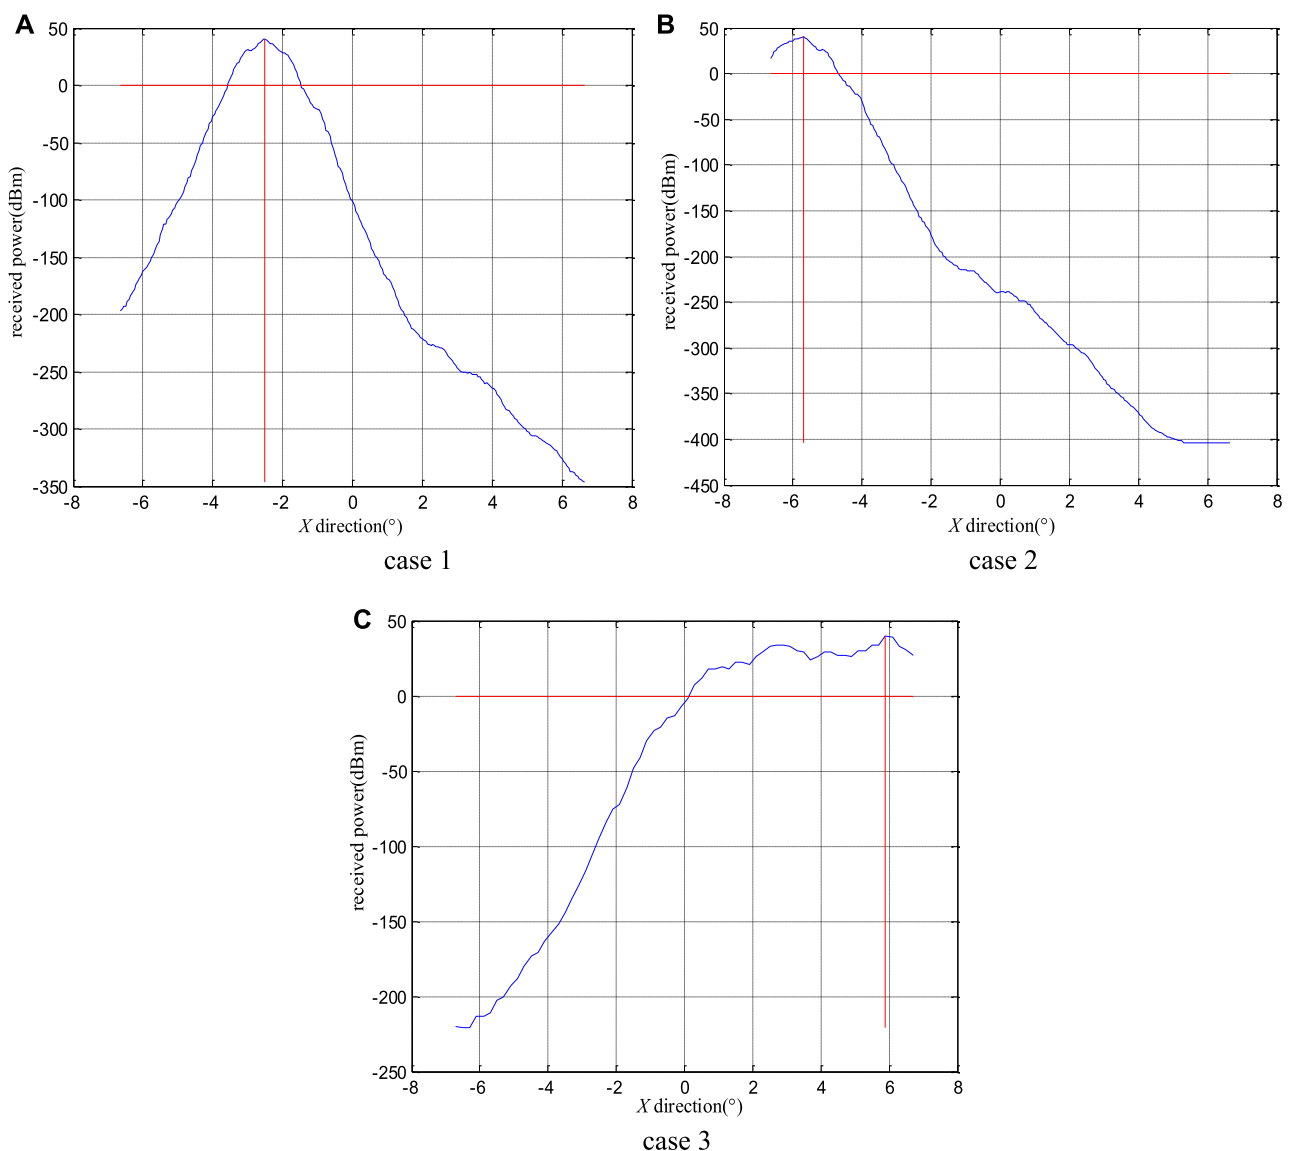 A
50
0
-50
-100
-150
-200
-250
-300
-350
received power(dBm)
-8 -6 -4 -2 0 2 4 6 8
X direction(°)
case 1
B
50
0
-50
-100
-150
-200
-250
-300
-350
-400
-450
received power(dBm)
-8 -6 -4 -2 0 2 4 6 8
X direction(°)
case 2
C
50
0
-50
-100
-150
-200
-250
received power(dBm)
-8 -6 -4 -2 0 2 4 6 8
X direction(°)
case 3